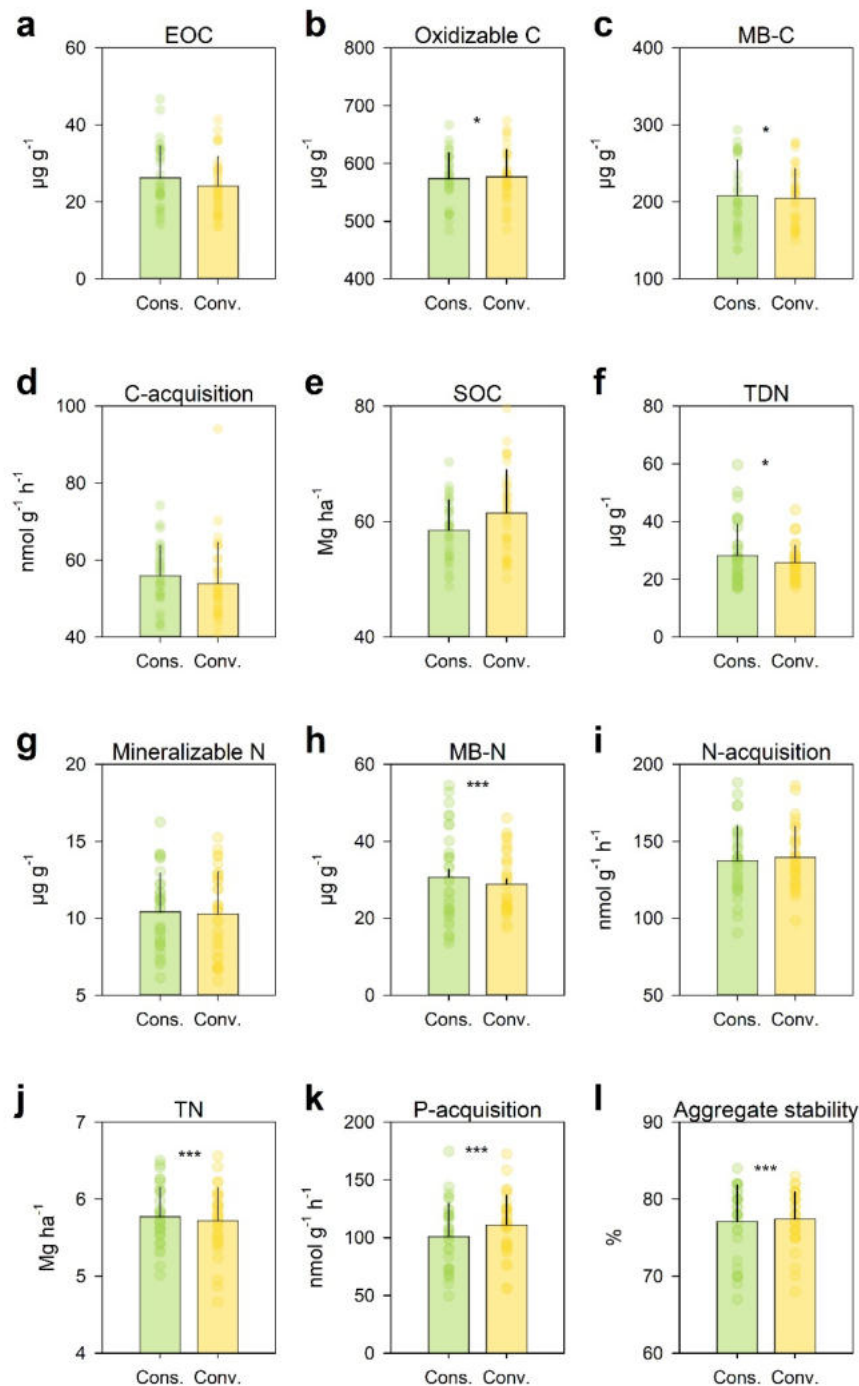 a EOC
60
40
20
0
µg g-1
Cons. Conv.
b Oxidizable C
800
700
600
500
400
µg g-1
*
Cons. Conv.
c MB-C
400
300
200
100
µg g-1
*
Cons. Conv.
d C-acquisition
100
80
60
40
nmol g-1 h-1
Cons. Conv.
e SOC
80
60
40
Mg ha-1
Cons. Conv.
f TDN
80
60
40
20
0
µg g-1
*
Cons. Conv.
g Mineralizable N
20
15
10
5
µg g-1
Cons. Conv.
h MB-N
60
40
20
0
µg g-1
***
Cons. Conv.
i N-acquisition
200
150
100
50
nmol g-1 h-1
Cons. Conv.
j TN
7
6
5
4
Mg ha-1
***
Cons. Conv.
k P-acquisition
200
150
100
50
0
nmol g-1 h-1
***
Cons. Conv.
l Aggregate stability
90
80
70
60
%
***
Cons. Conv.